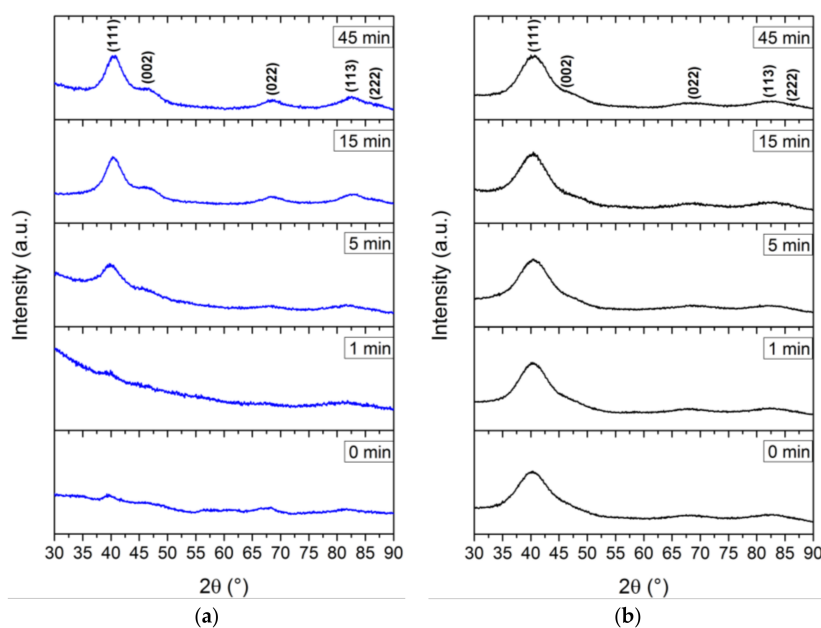 45 min
(111)
(002)
(022)
(113)
(222)
15 min
5 min
1 min
0 min
Intensity (a.u.)
30 35 40 45 50 55 60 65 70 75 80 85 90
2θ (°)
(a)
45 min
(111)
(002)
(022)
(113)
(222)
15 min
5 min
1 min
0 min
Intensity (a.u.)
30 35 40 45 50 55 60 65 70 75 80 85 90
2θ (°)
(b)